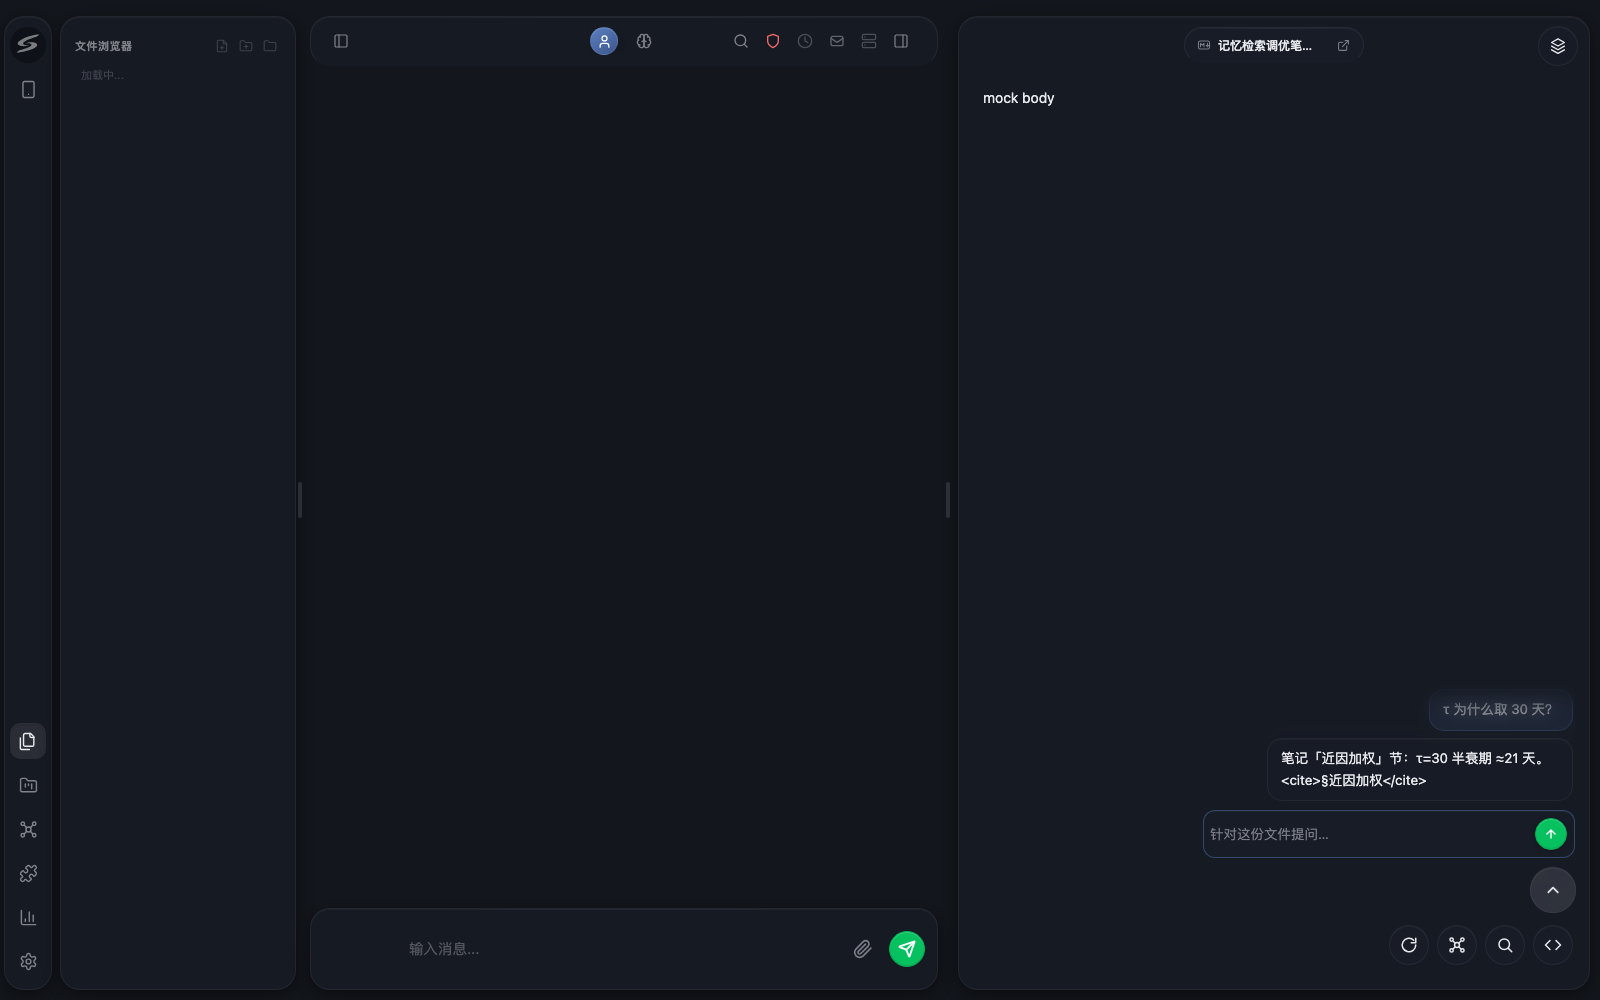 文件浏览器
加载中...
输入消息...
记忆检索调优笔...
mock body
τ 为什么取 30 天?
笔记「近因加权」节：τ=30 半衰期 ≈21 天。
<cite>§近因加权</cite>
针对这份文件提问...